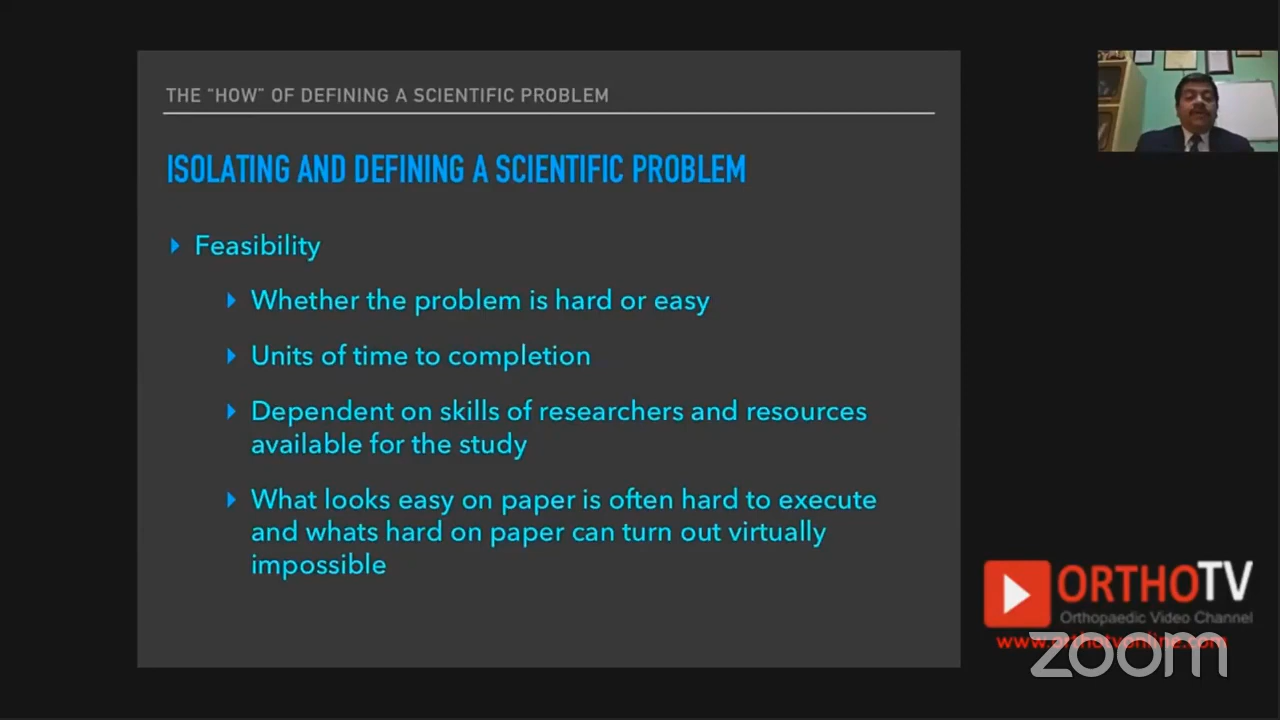 THE “HOW” OF DEFINING A SCIENTIFIC PROBLEM
ISOLATING AND DEFINING A SCIENTIFIC PROBLEM
Feasibility
Whether the problem is hard or easy
Units of time to completion
Dependent on skills of researchers and resources
available for the study
What looks easy on paper is often hard to execute
and whats hard on paper can turn out virtually
impossible
ORTHOTV
Orthopaedic Video Channel
www.orthotvonline.com
zoom